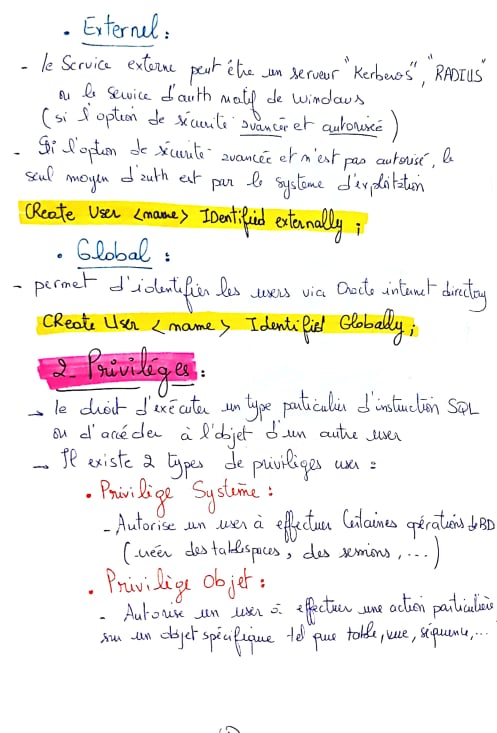 • Externel :
- le Service externe peut être un serveur "Kerberos", "RADIUS"
ou le service d'auth natif de windows
(si l'option de sécurité avancée et autorisée)
- Si l'option de sécurité avancée et n'est pas autorisé, le
seul moyen d'auth est par le système d'exploitation
CReate User <name> IDentified externally ;
• Global :
- permet d'identifier les users via Oracle internet directory
CReate User <name> Identified Globally ;
2. Privilèges :
→ le droit d'exécuter un type particulier d'instruction SQL
ou d'accéder à l'objet d'un autre user
→ Il existe 2 types de privilèges user :
• Privilège Système :
- Autorise un user à effectuer Certaines opérations de BD
(créer des tablespaces, des sessions, ...)
• Privilège Objet :
- Autorise un user à effectuer une action particulière
sur un objet spécifique tel que table, vue, séquence, ...